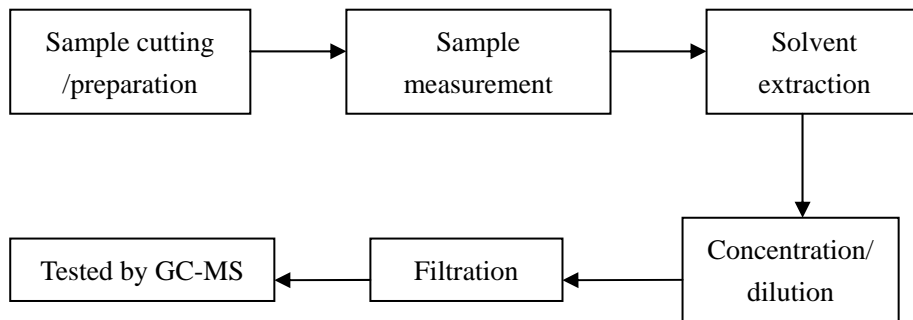 Sample cutting
/preparation
Sample
measurement
Solvent
extraction
Concentration/
dilution
Filtration
Tested by GC-MS